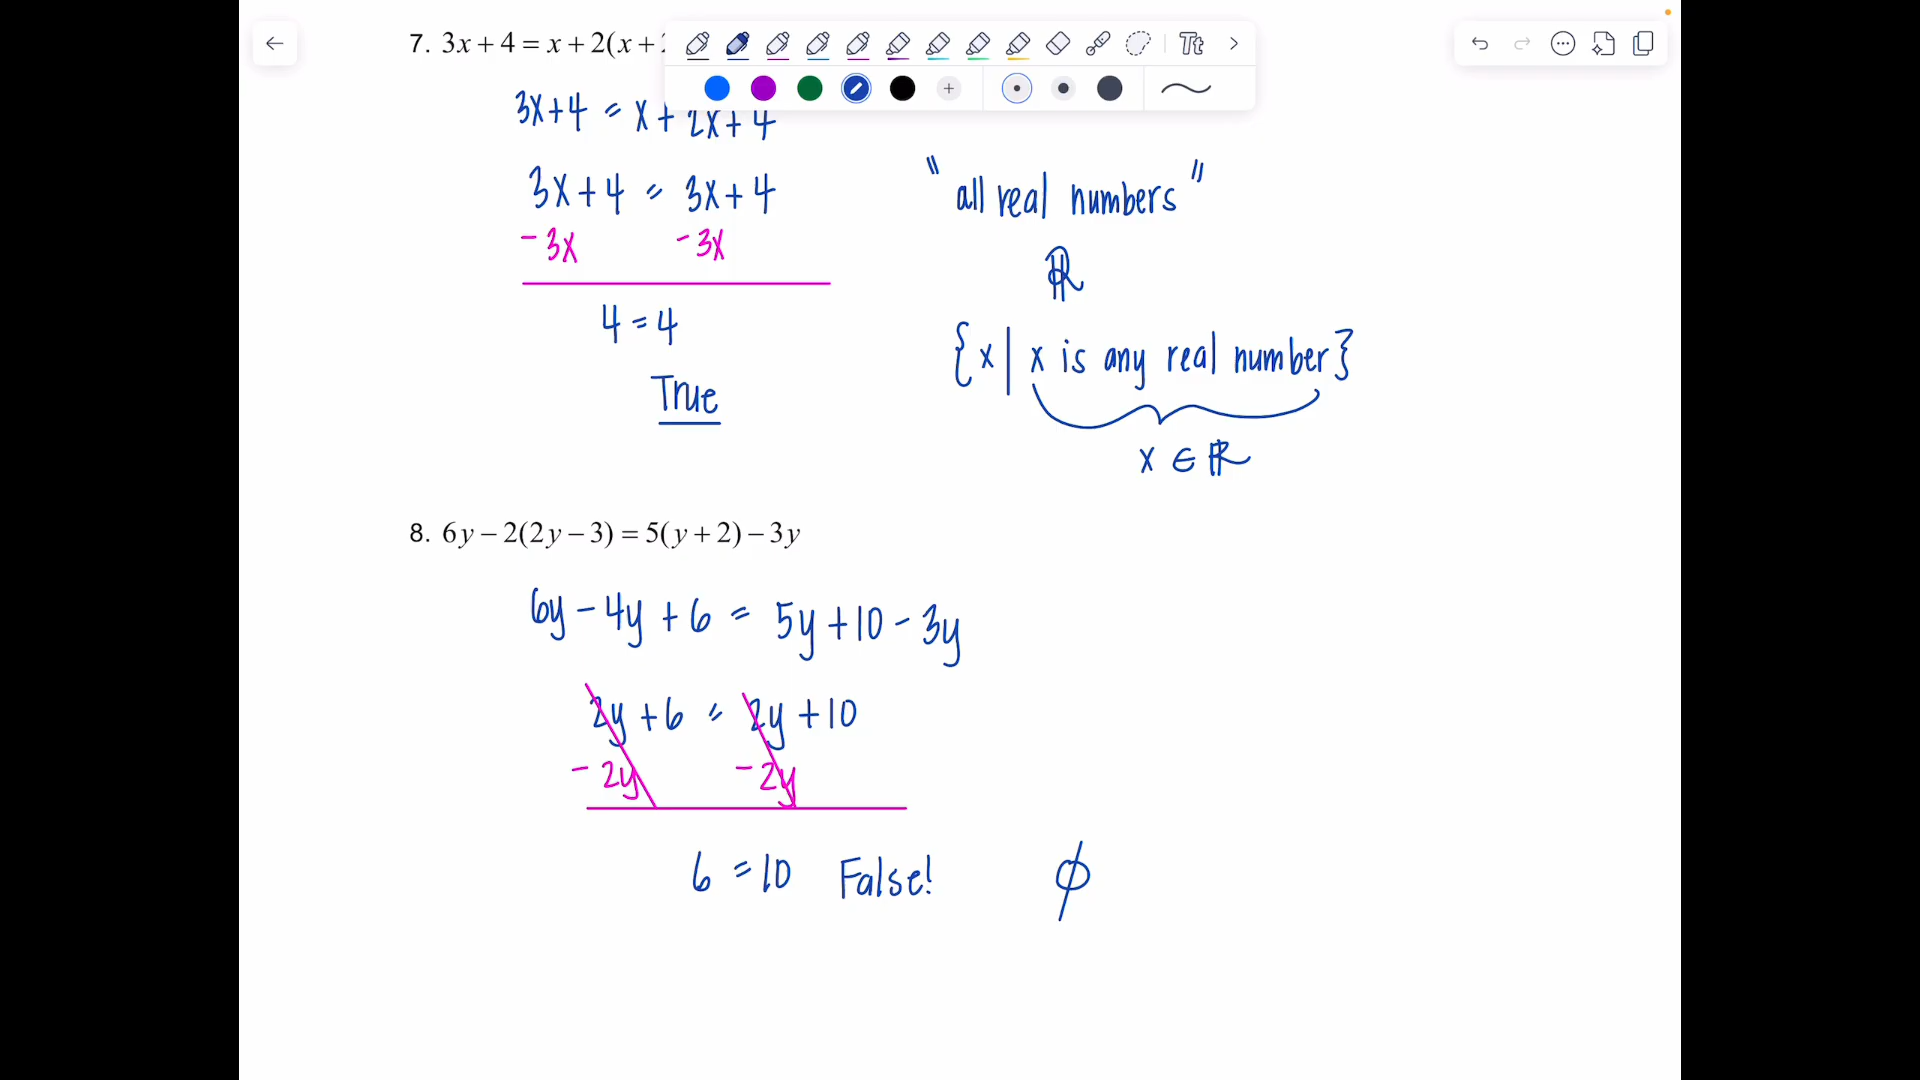 7. 3x + 4 = x + 2(x +
Tt
3x+4 = x + 2x + 4
3x + 4 = 3x + 4
- 3x - 3x
4 = 4
True
"all real numbers"
ℝ
{x | x is any real number}
x ∈ ℝ
8. 6y − 2(2y − 3) = 5(y + 2) − 3y
6y - 4y + 6 = 5y + 10 - 3y
2y + 6 = 2y + 10
- 2y - 2y
6 = 10 False! ∅